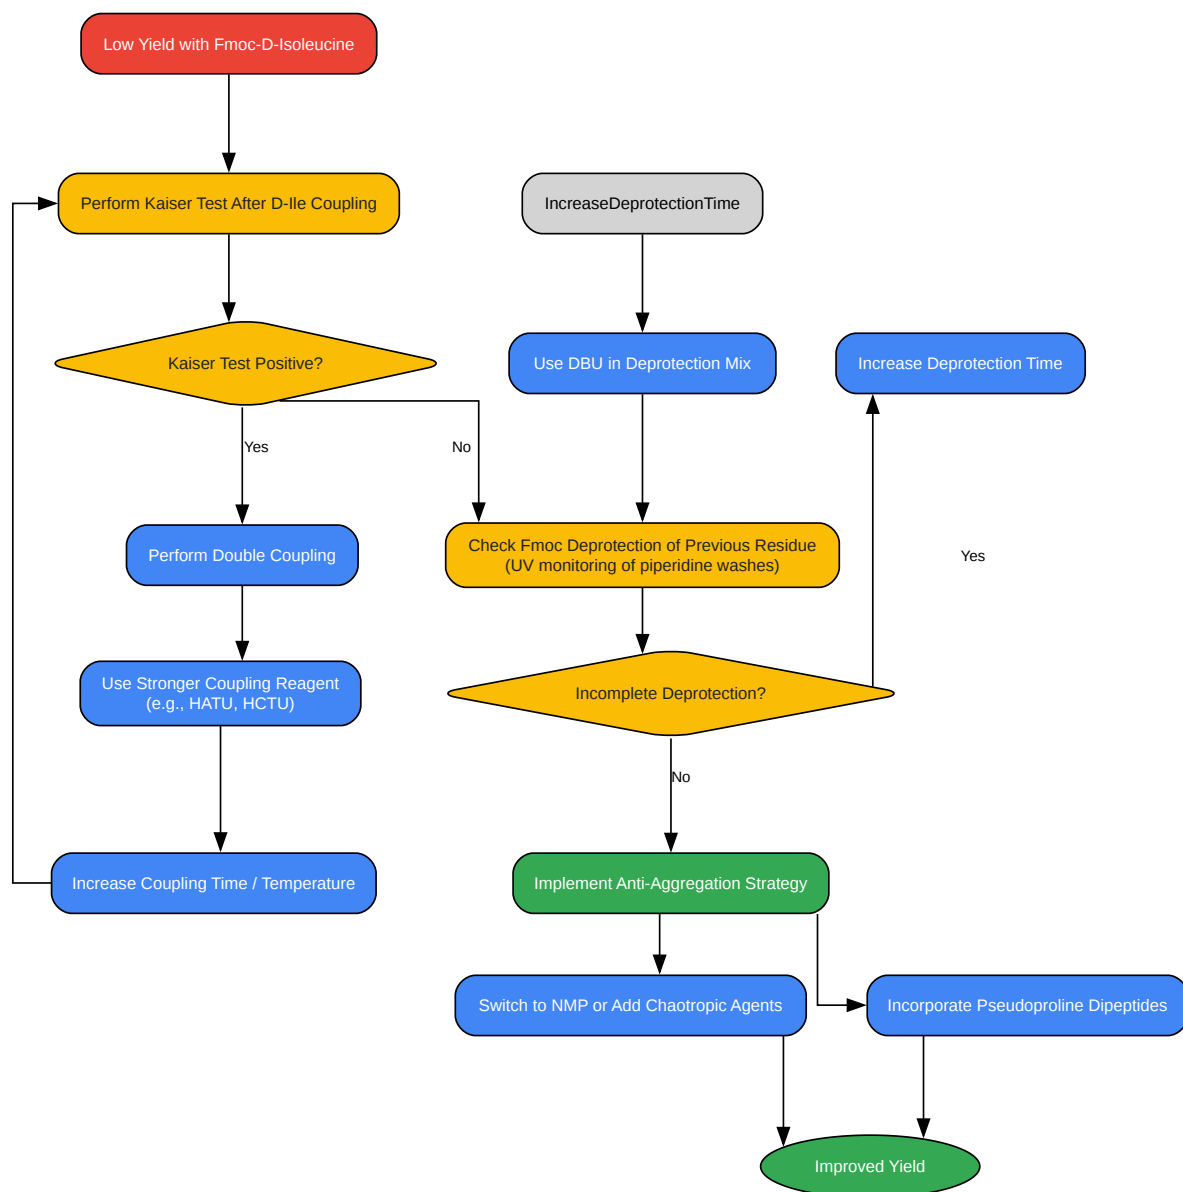 Low Yield with Fmoc-D-Isoleucine
Perform Kaiser Test After D-Ile Coupling
IncreaseDeprotectionTime
Kaiser Test Positive?
Use DBU in Deprotection Mix
Increase Deprotection Time
Yes
No
Perform Double Coupling
Check Fmoc Deprotection of Previous Residue
(UV monitoring of piperidine washes)
Yes
Use Stronger Coupling Reagent
(e.g., HATU, HCTU)
Incomplete Deprotection?
No
Increase Coupling Time / Temperature
Implement Anti-Aggregation Strategy
Switch to NMP or Add Chaotropic Agents
Incorporate Pseudoproline Dipeptides
Improved Yield